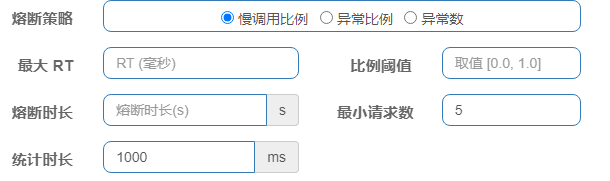 熔断策略 慢调用比例 异常比例 异常数
最大 RT RT (毫秒) 比例阈值 取值 [0.0, 1.0]
熔断时长 熔断时长(s) s 最小请求数 5
统计时长 1000 ms